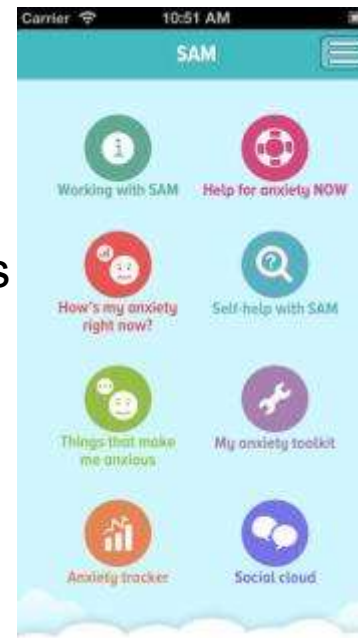 Carrier 10:51 AM
SAM
Working with SAM
Help for anxiety NOW
s
How's my anxiety
right now?
Self-help with SAM
Things that make
me anxious
My anxiety toolkit
Anxiety tracker
Social cloud